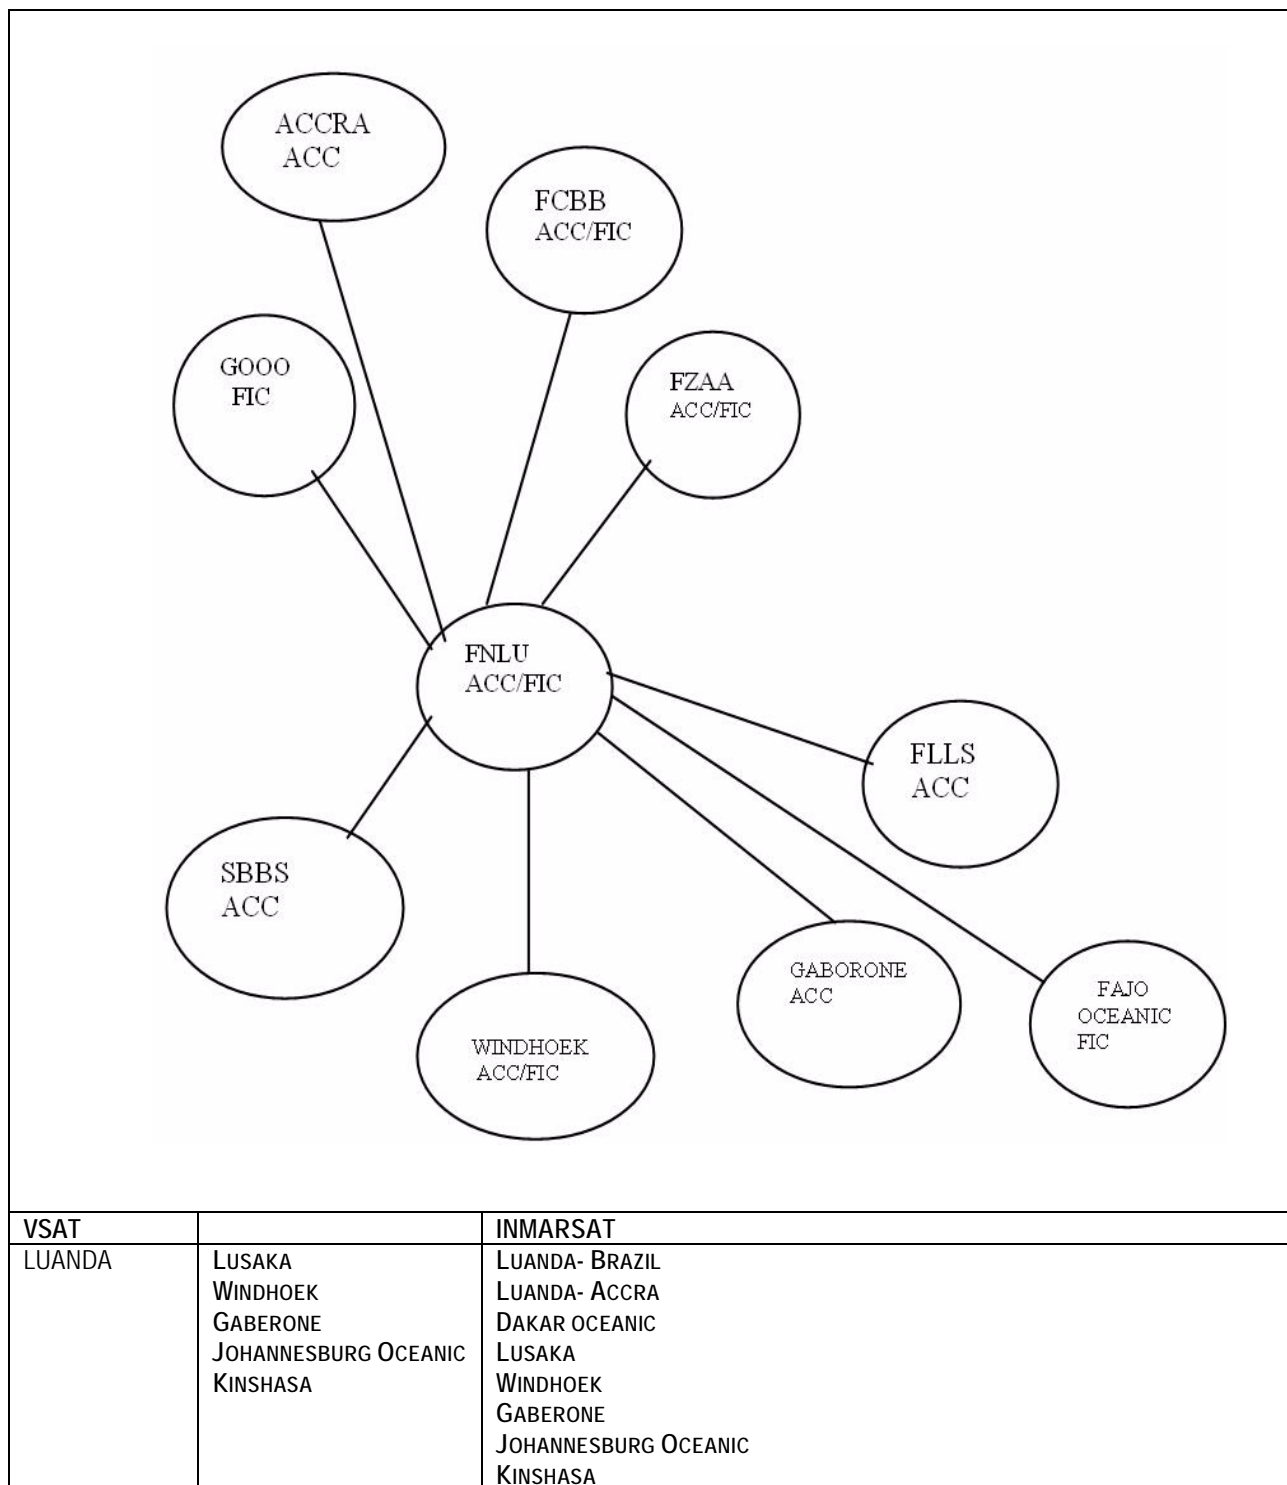 ACCRA
ACC
FCBB
ACC/FIC
GOOO
FIC
FZAA
ACC/FIC
FNLU
ACC/FIC
FLLS
ACC
SBBS
ACC
GABORONE
ACC
FAJO
OCEANIC
FIC
WINDHOEK
ACC/FIC
VSAT INMARSAT
LUANDA LUSAKA LUANDA- BRAZIL
WINDHOEK LUANDA- ACCRA
GABERONE DAKAR OCEANIC
JOHANNESBURG OCEANIC LUSAKA
KINSHASA WINDHOEK
GABERONE
JOHANNESBURG OCEANIC
KINSHASA